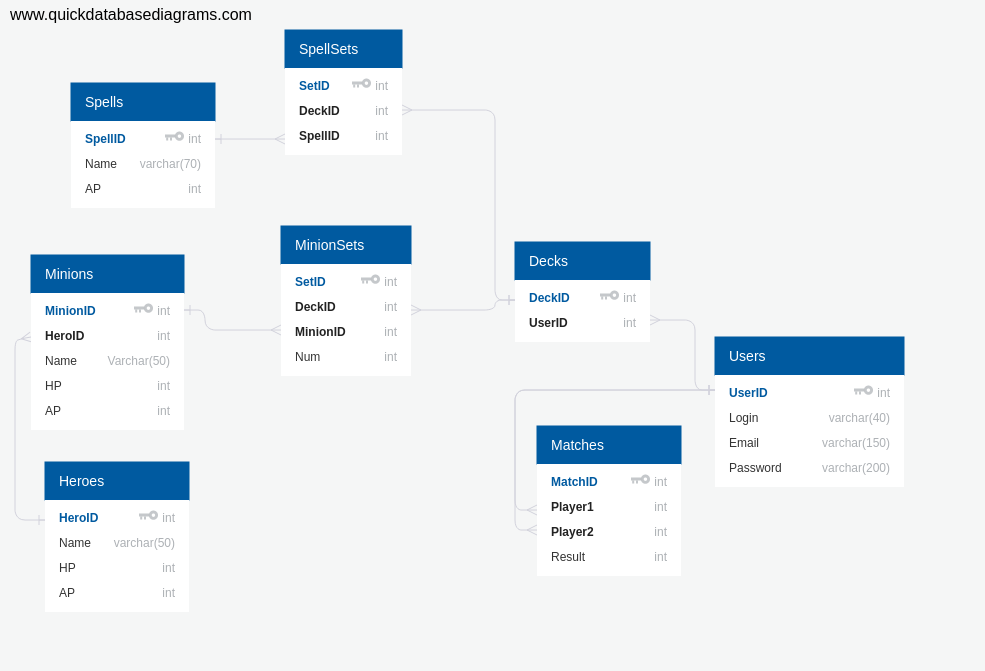 www.quickdatabasediagrams.com
SpellSets
SetID int
DeckID int
SpellID int
Spells
SpellID int
Name varchar(70)
AP int
MinionSets
SetID int
DeckID int
MinionID int
Num int
Minions
MinionID int
HeroID int
Name Varchar(50)
HP int
AP int
Decks
DeckID int
UserID int
Users
UserID int
Login varchar(40)
Email varchar(150)
Password varchar(200)
Matches
MatchID int
Player1 int
Player2 int
Result int
Heroes
HeroID int
Name varchar(50)
HP int
AP int